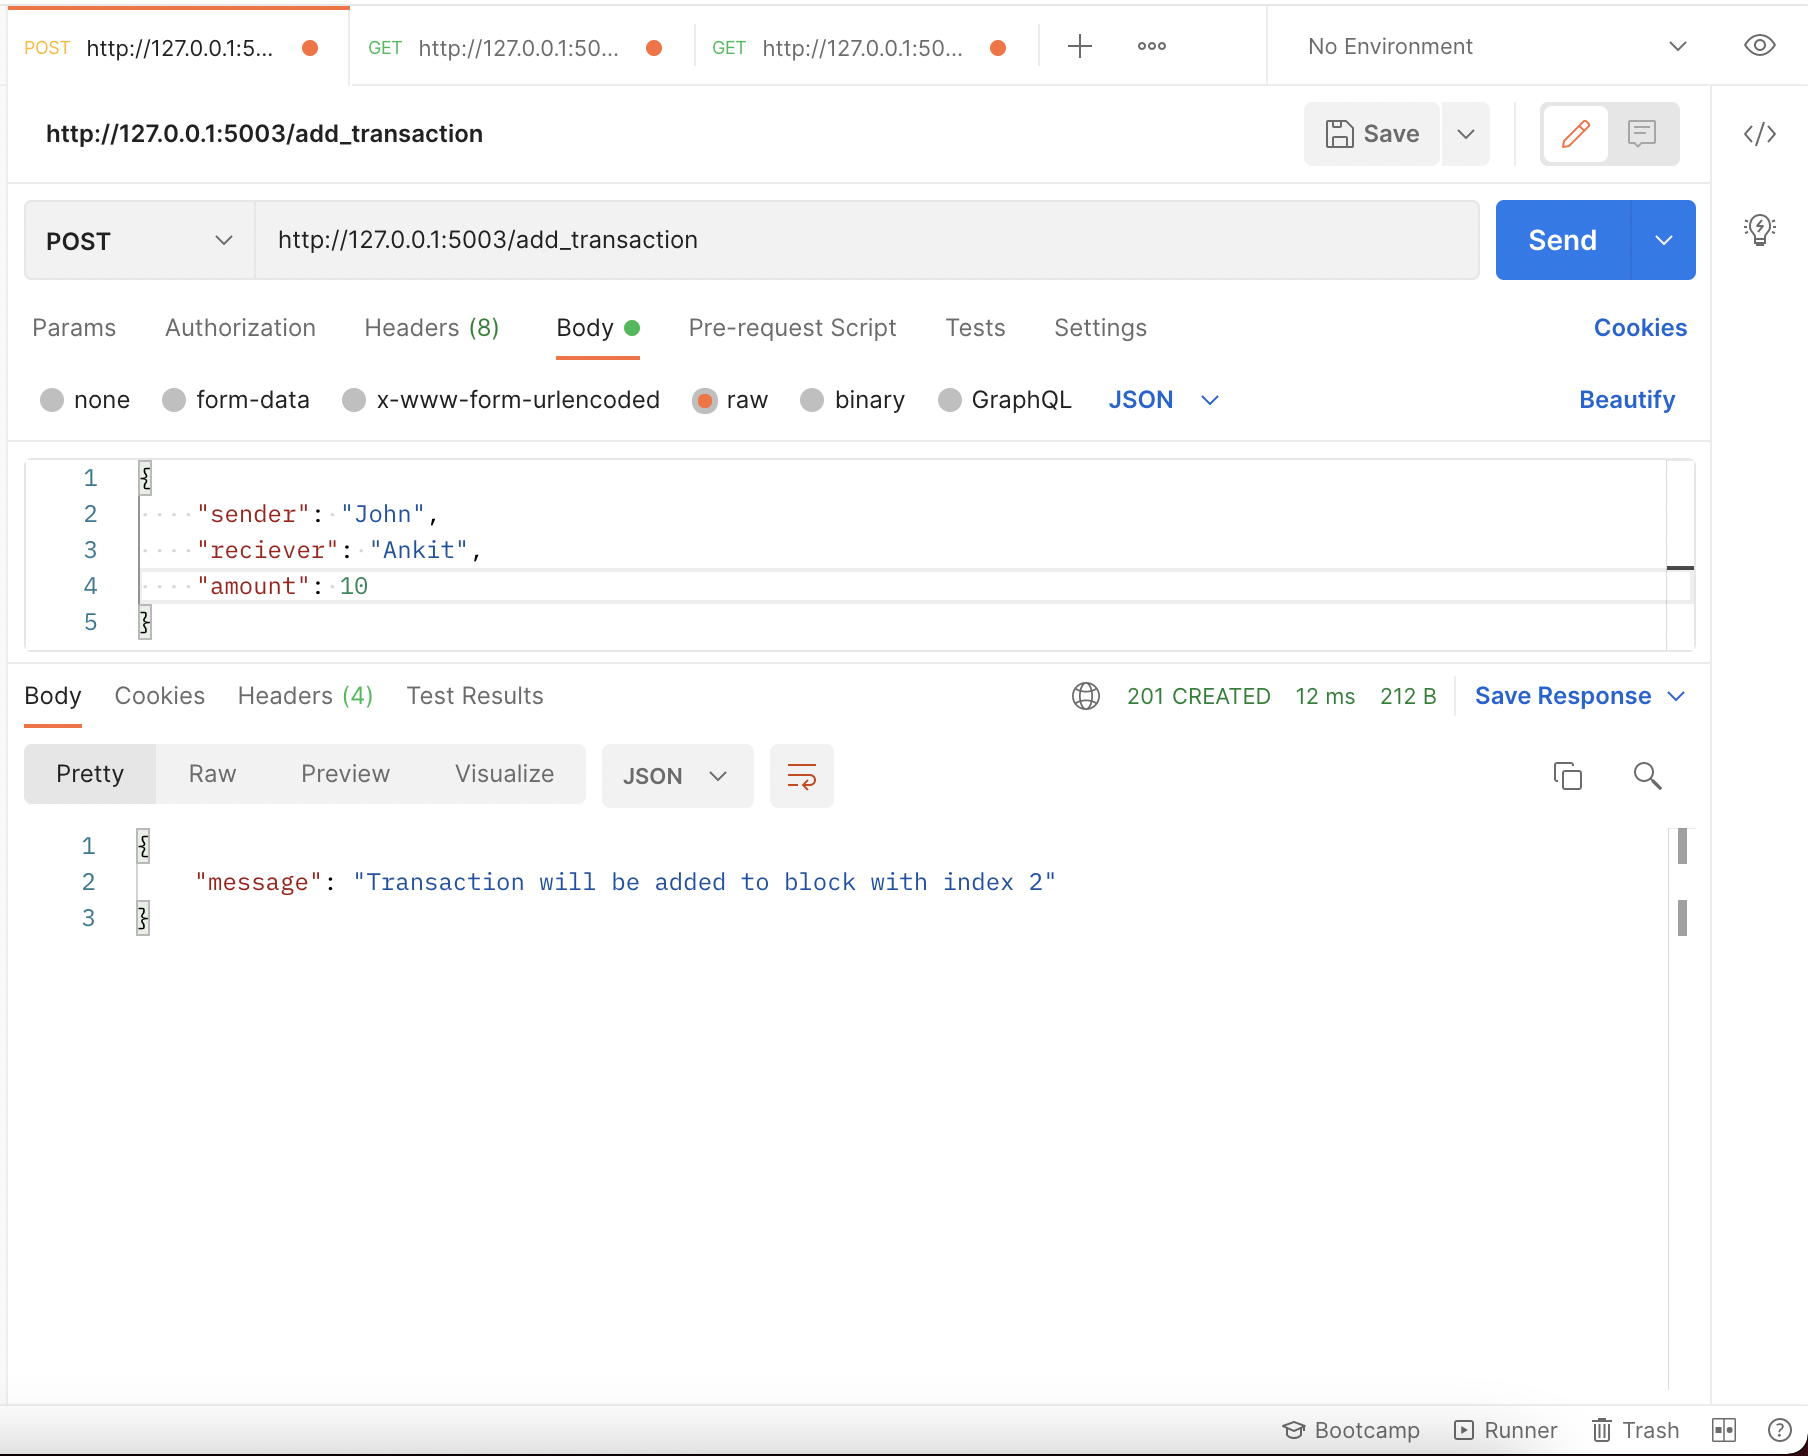 POST http://127.0.0.1:5... GET http://127.0.0.1:50... GET http://127.0.0.1:50... No Environment
http://127.0.0.1:5003/add_transaction Save
POST http://127.0.0.1:5003/add_transaction Send
Params Authorization Headers (8) Body Pre-request Script Tests Settings Cookies
none form-data x-www-form-urlencoded raw binary GraphQL JSON Beautify
1 {
2 "sender": "John",
3 "reciever": "Ankit",
4 "amount": 10
5 }
Body Cookies Headers (4) Test Results 201 CREATED 12 ms 212 B Save Response
Pretty Raw Preview Visualize JSON
1 {
2 "message": "Transaction will be added to block with index 2"
3 }
Bootcamp Runner Trash